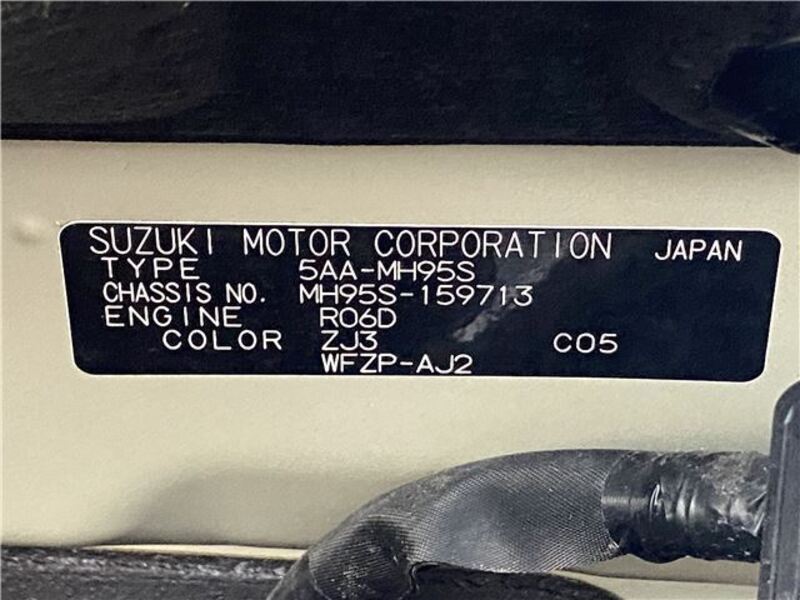 SUZUKI MOTOR CORPORATION JAPAN
TYPE 5AA-MH95S
CHASSIS NO. MH95S-159713
ENGINE R06D
COLOR ZJ3 C05
WFZP-AJ2